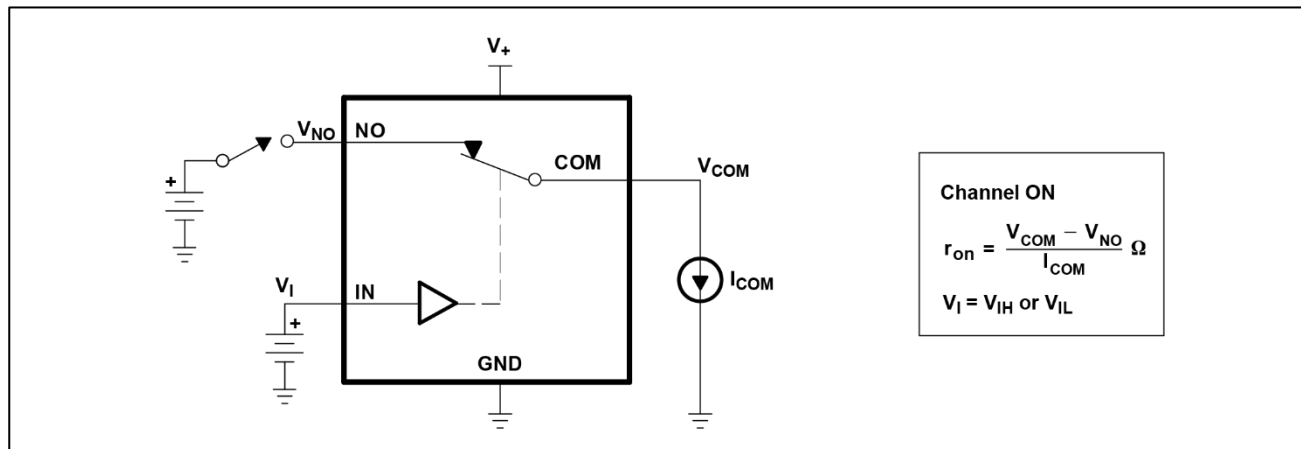 V+
VNO NO
COM
VCOM
+
VI IN
+
ICOM
GND
Channel ON
ron = VCOM − VNO / ICOM Ω
VI = VIH or VIL